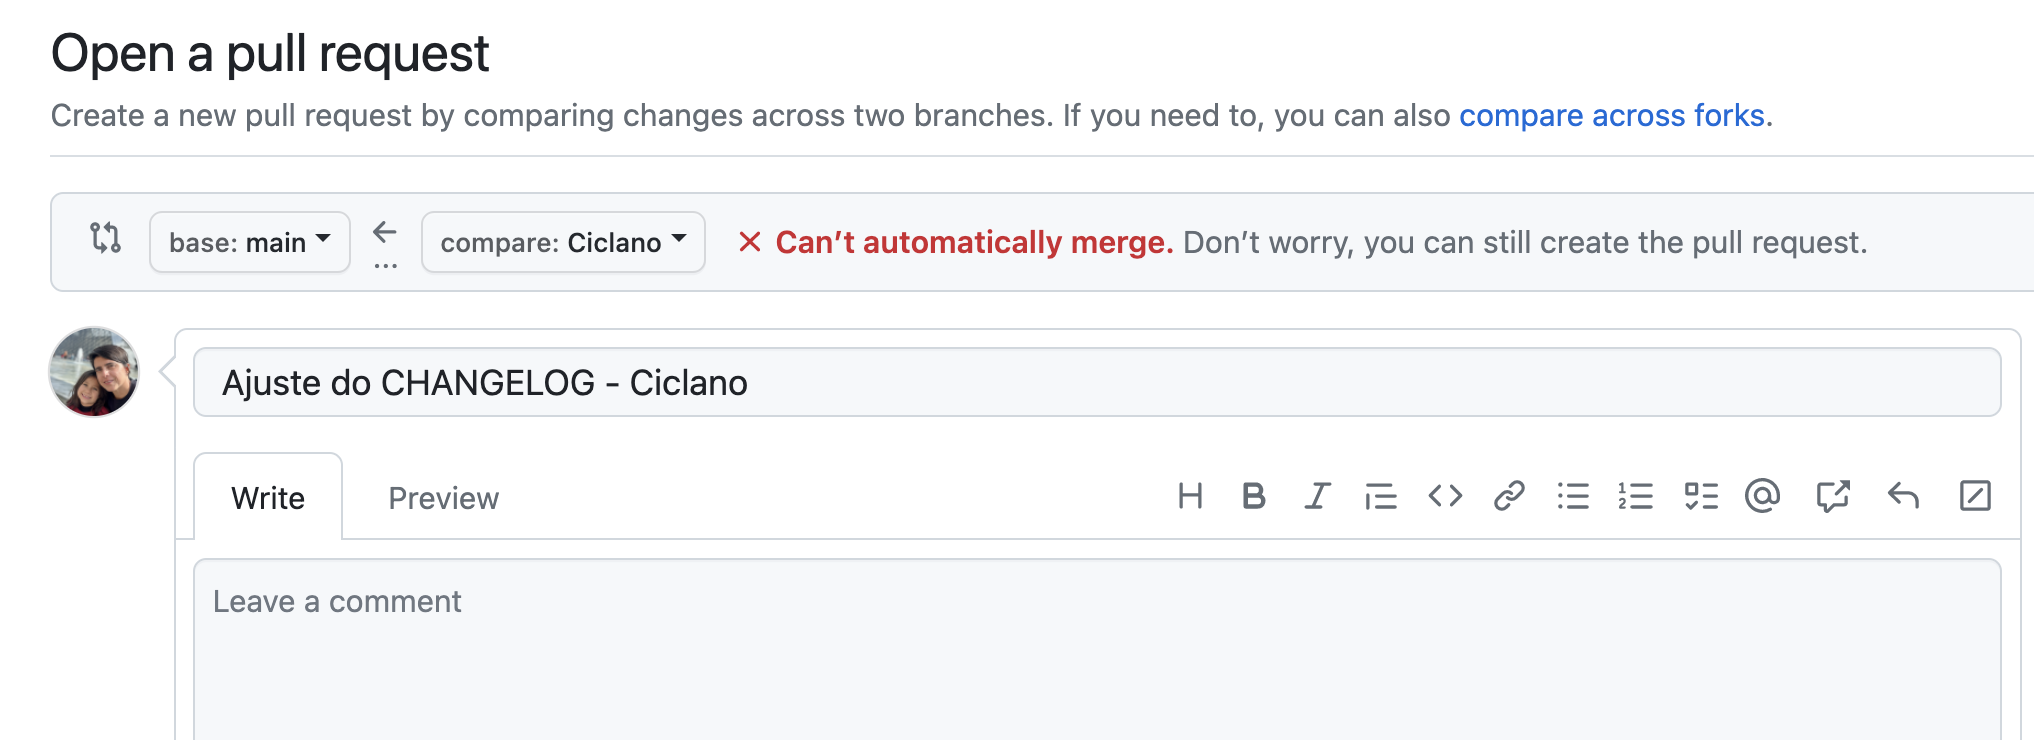 Open a pull request
Create a new pull request by comparing changes across two branches. If you need to, you can also compare across forks.
base: main ← ... compare: Ciclano Can’t automatically merge. Don’t worry, you can still create the pull request.
Ajuste do CHANGELOG - Ciclano
Write Preview
Leave a comment